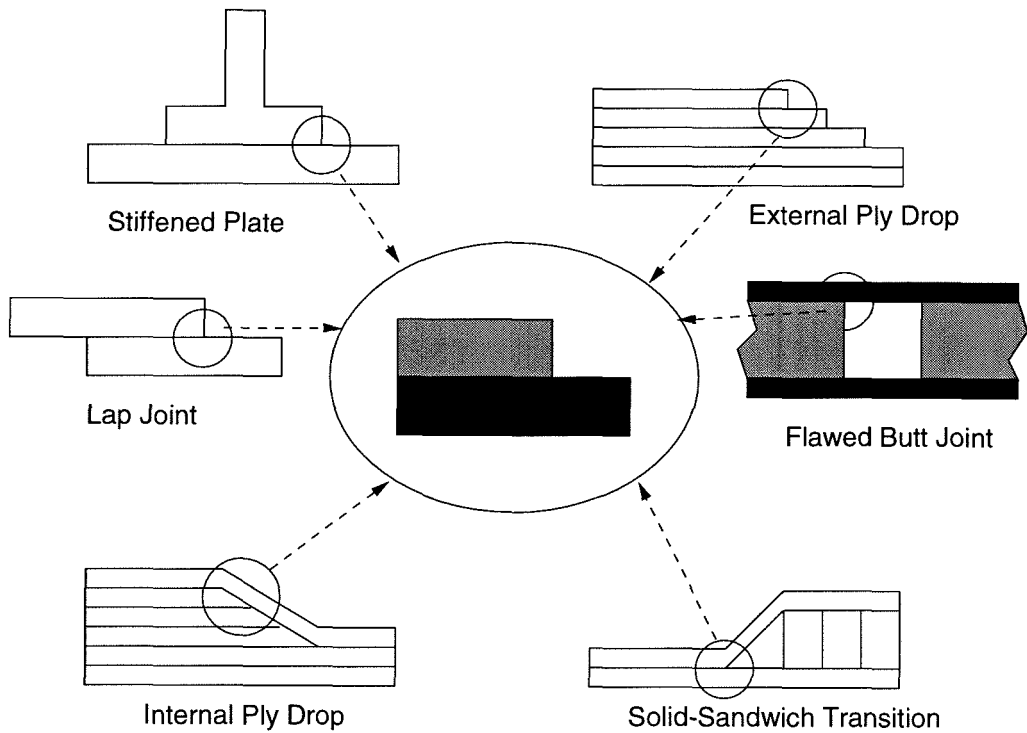 Stiffened Plate
External Ply Drop
Lap Joint
Flawed Butt Joint
Internal Ply Drop
Solid-Sandwich Transition